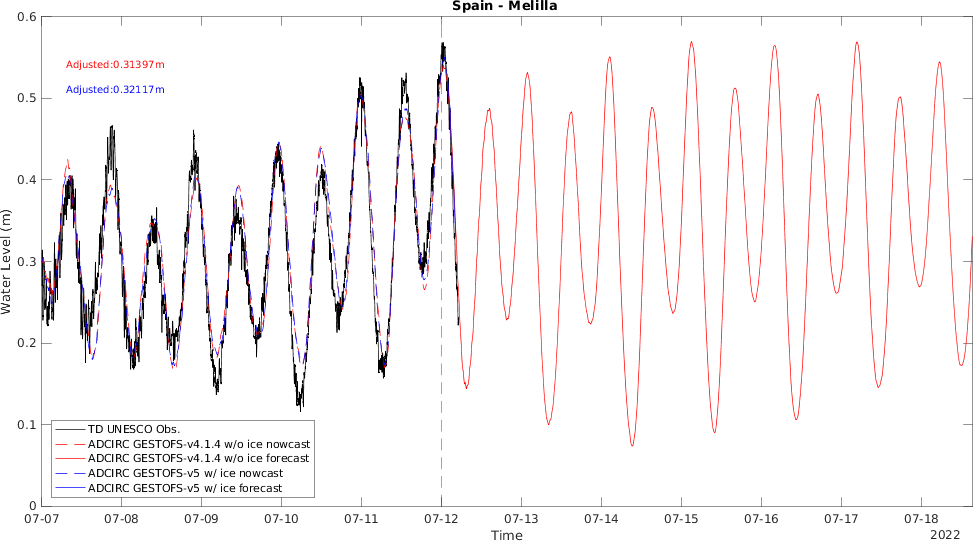 Spain - Melilla
0.6
0.5
0.4
0.3
0.2
0.1
0
Water Level (m)
Adjusted:0.31397m
Adjusted:0.32117m
TD UNESCO Obs.
ADCIRC GESTOFS-v4.1.4 w/o ice nowcast
ADCIRC GESTOFS-v4.1.4 w/o ice forecast
ADCIRC GESTOFS-v5 w/ ice nowcast
ADCIRC GESTOFS-v5 w/ ice forecast
07-07 07-08 07-09 07-10 07-11 07-12 07-13 07-14 07-15 07-16 07-17 07-18
Time
2022